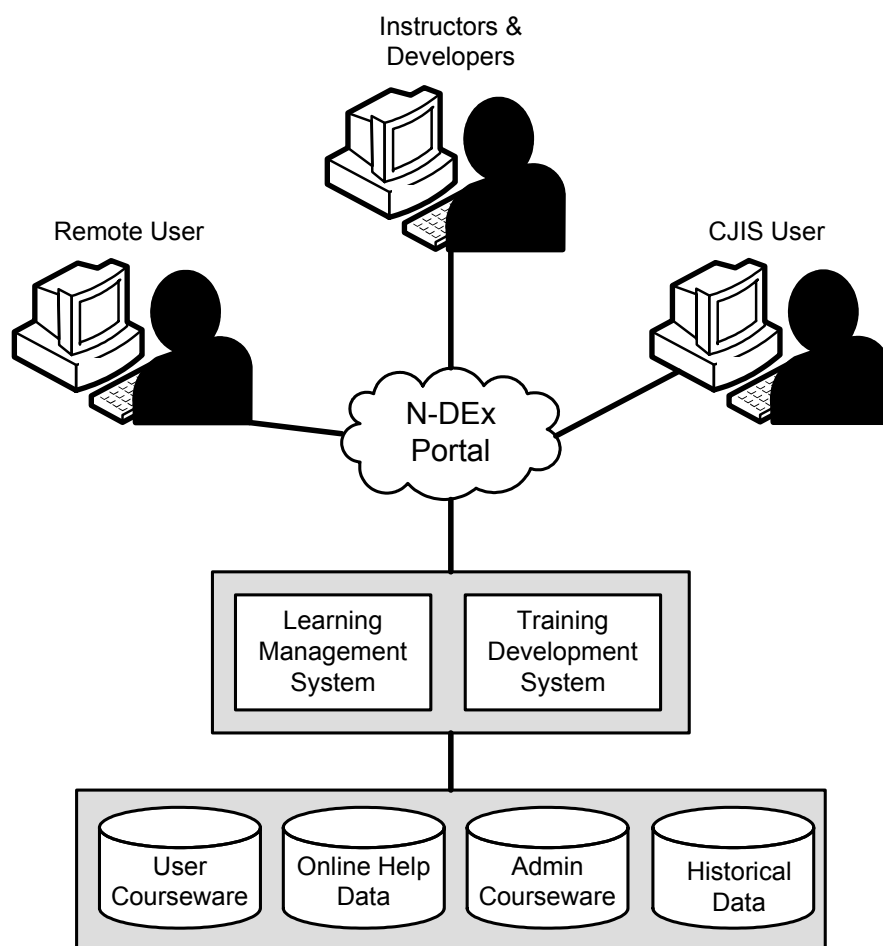 Instructors &
Developers
Remote User
CJIS User
N-DEx
Portal
Learning
Management
System
Training
Development
System
User
Courseware
Online Help
Data
Admin
Courseware
Historical
Data